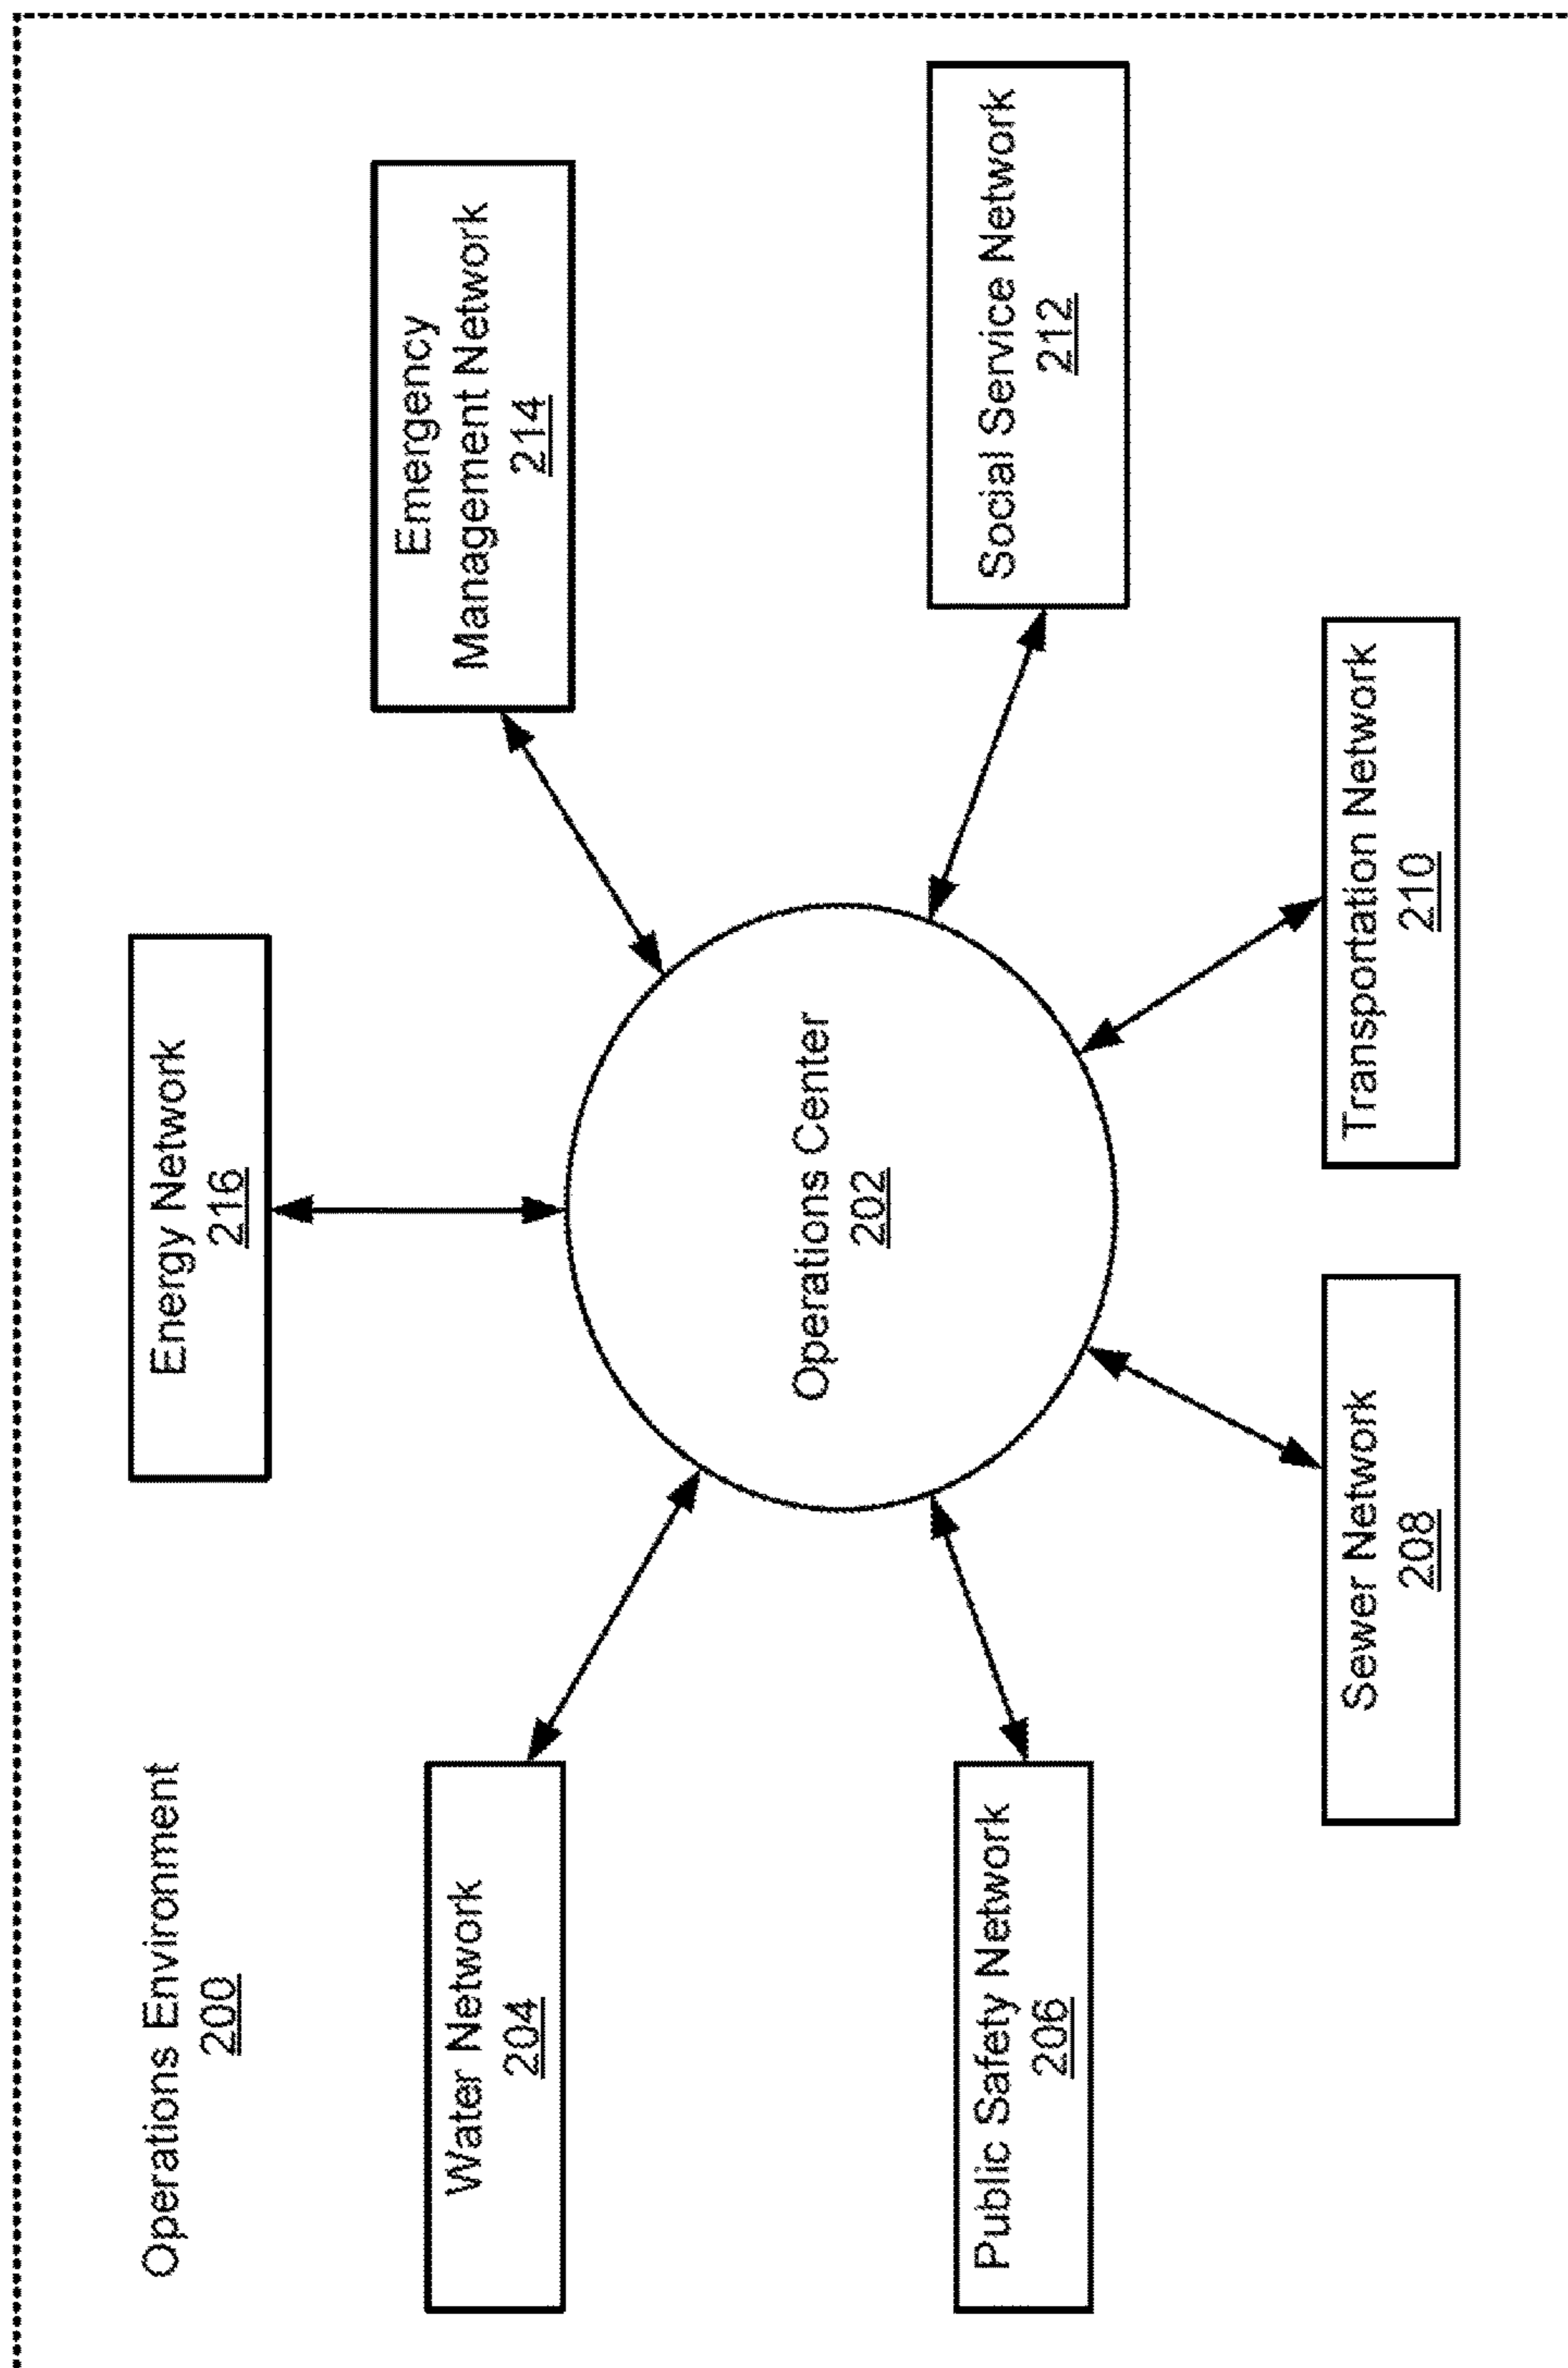 Operations Environment
200
Energy Network
216
Water Network
204
Emergency
Management Network
214
Operations Center
202
Public Safety Network
206
Social Service Network
212
Sewer Network
208
Transportation Network
210